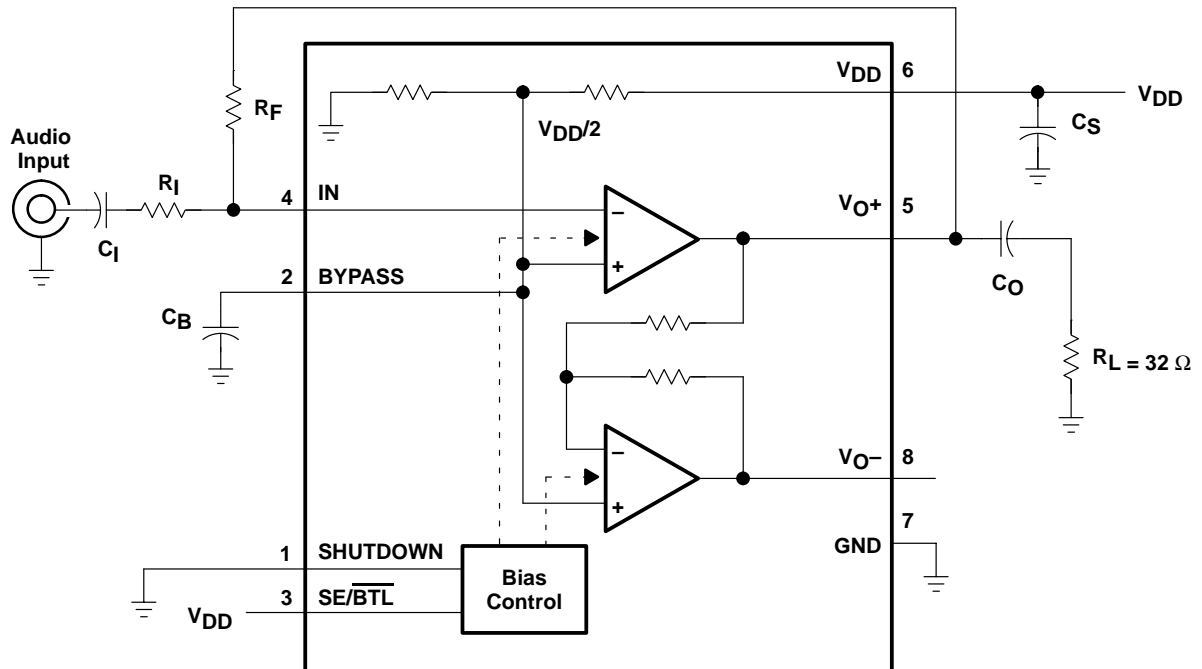 VDD 6
VDD
RF
CS
VDD/2
Audio
Input
RI
4 IN
VO+ 5
−
CI
+
2 BYPASS
CO
CB
RL = 32 Ω
−
VO− 8
+
7
GND
1 SHUTDOWN
Bias
Control
3 SE/BTL
VDD